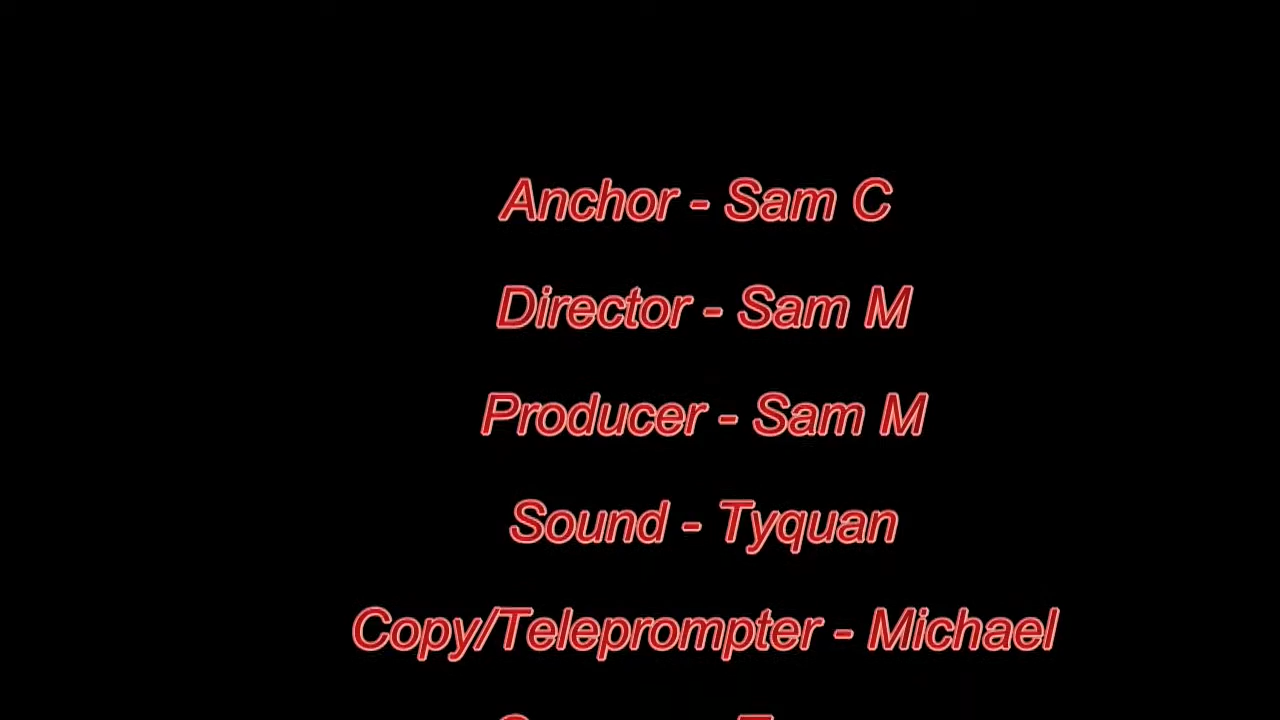 Anchor - Sam C
Director - Sam M
Producer - Sam M
Sound - Tyquan
Copy/Teleprompter - Michael